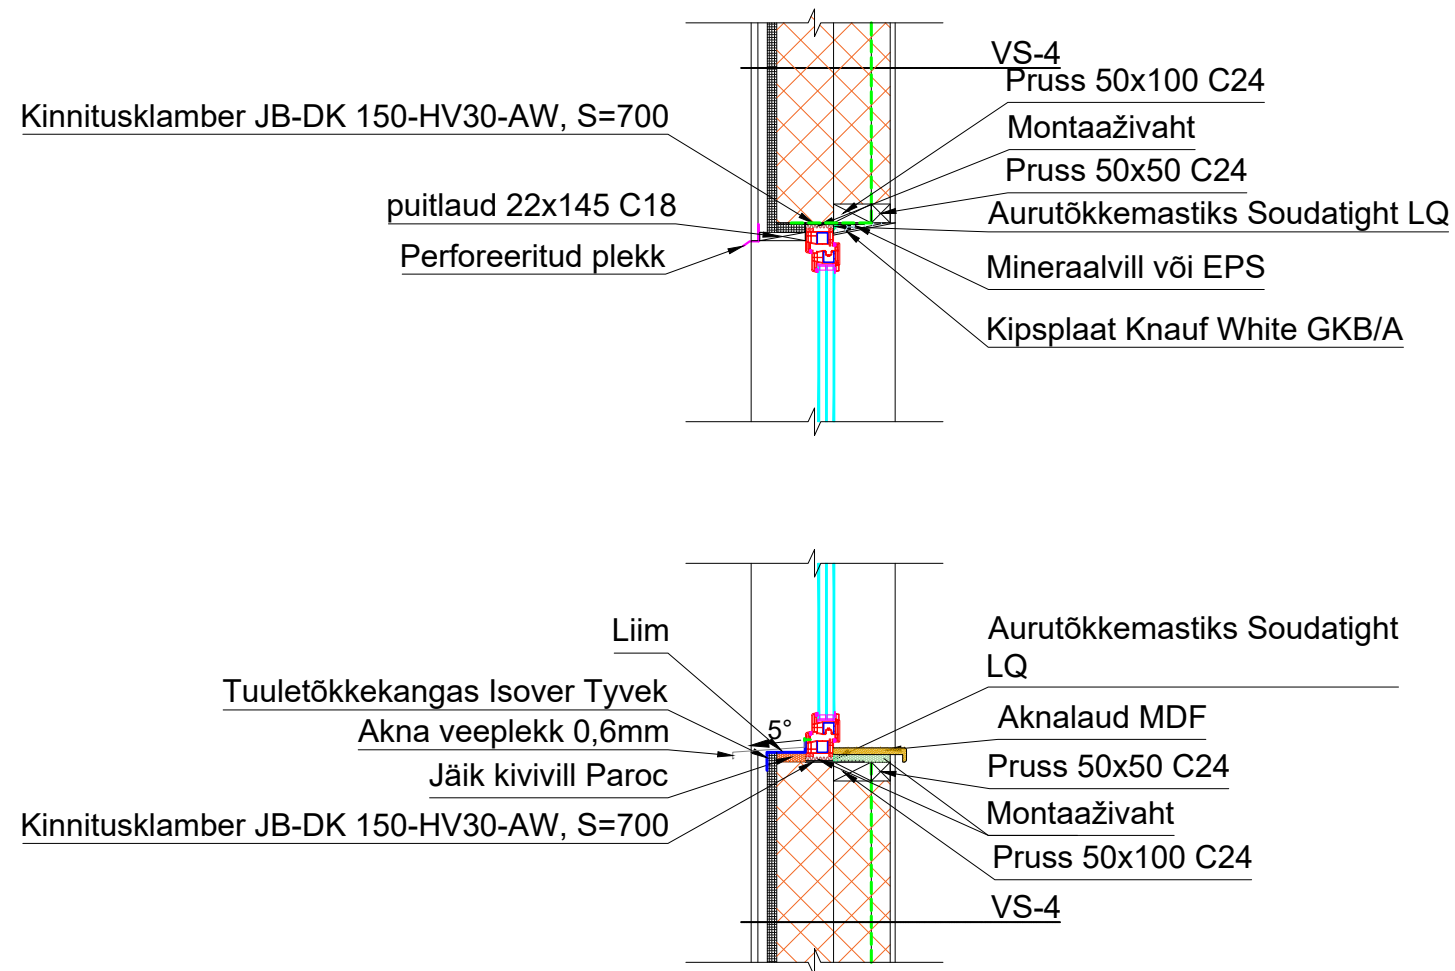 VS-4
Pruss 50x100 C24
Kinnitusklamber JB-DK 150-HV30-AW, S=700
Montaaživaht
Pruss 50x50 C24
puitlaud 22x145 C18
Aurutõkkemastiks Soudatight LQ
Perforeeritud plekk
Mineraalvill või EPS
Kipsplaat Knauf White GKB/A
Liim
Aurutõkkemastiks Soudatight
LQ
Tuuletõkkekangas Isover Tyvek
Akna veeplekk 0,6mm
5°
Aknalaud MDF
Jäik kivivill Paroc
Pruss 50x50 C24
Kinnitusklamber JB-DK 150-HV30-AW, S=700
Montaaživaht
Pruss 50x100 C24
VS-4